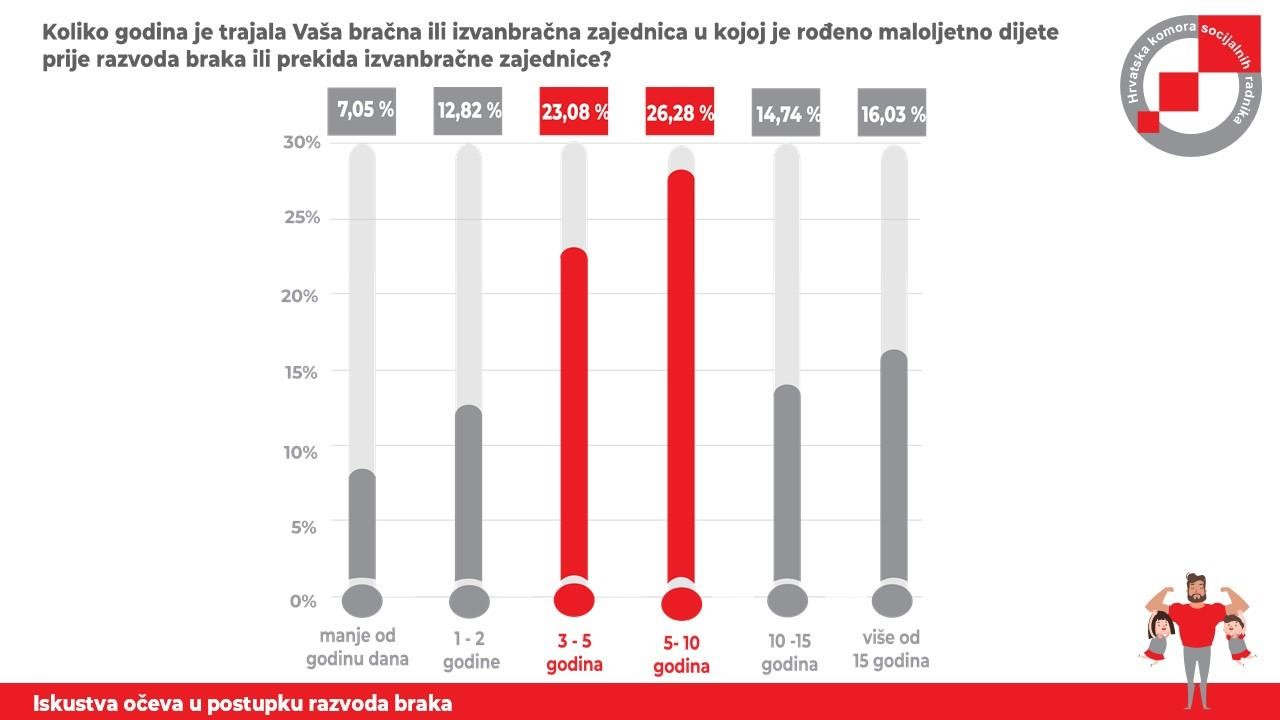 Koliko godina je trajala Vaša bračna ili izvanbračna zajednica u kojoj je rođeno maloljetno dijete
prije razvoda braka ili prekida izvanbračne zajednice?
Hrvatska komora socijalnih radnika
7,05 %
12,82 %
23,08 %
26,28 %
14,74 %
16,03 %
30%
25%
20%
15%
10%
5%
0%
manje od
godinu dana
1 - 2
godine
3 - 5
godina
5- 10
godina
10 -15
godina
više od
15 godina
Iskustva očeva u postupku razvoda braka